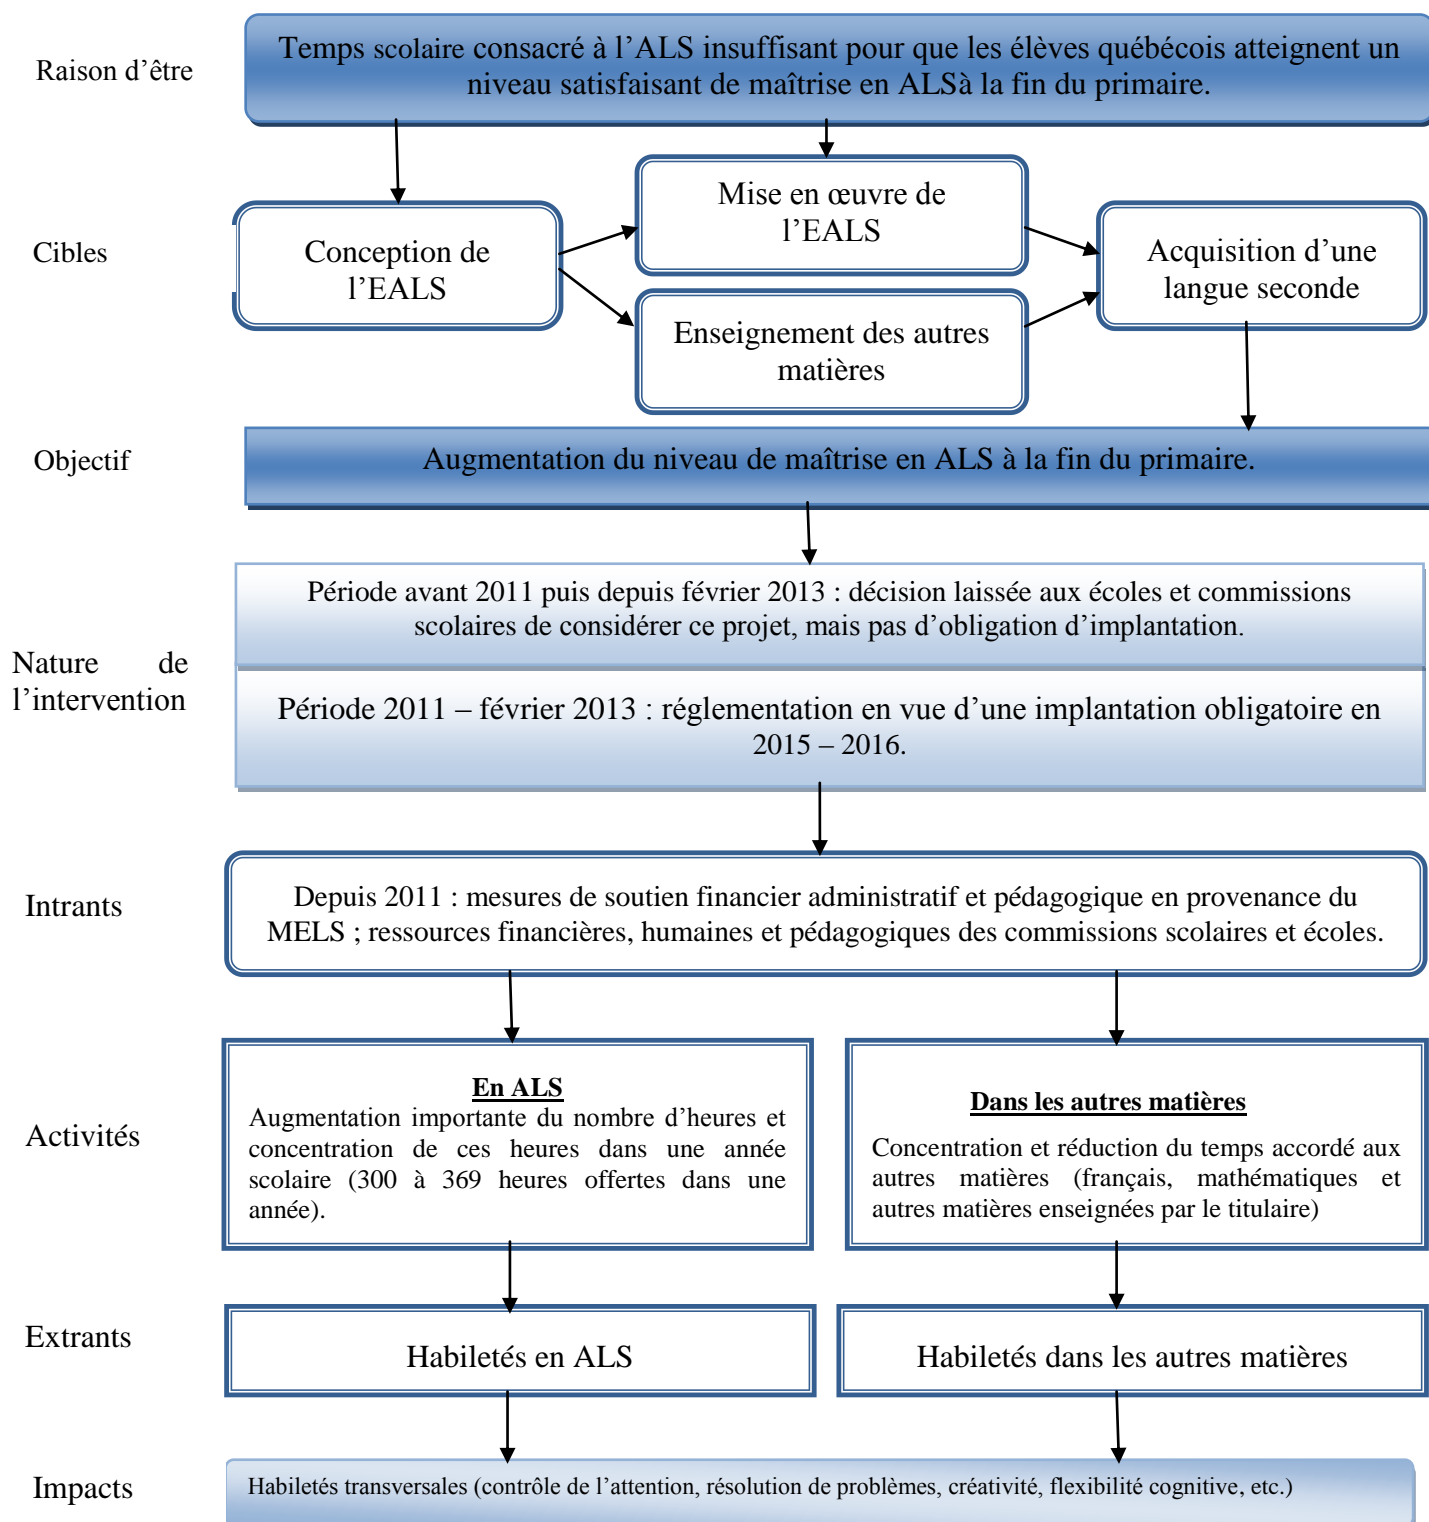 Raison d’être
Temps scolaire consacré à l’ALS insuffisant pour que les élèves québécois atteignent un
niveau satisfaisant de maîtrise en ALSà la fin du primaire.
Cibles
Conception de
l’EALS
Mise en œuvre de
l’EALS
Enseignement des autres
matières
Acquisition d’une
langue seconde
Objectif
Augmentation du niveau de maîtrise en ALS à la fin du primaire.
Nature de
l’intervention
Période avant 2011 puis depuis février 2013 : décision laissée aux écoles et commissions
scolaires de considérer ce projet, mais pas d’obligation d’implantation.
Période 2011 – février 2013 : réglementation en vue d’une implantation obligatoire en
2015 – 2016.
Intrants
Depuis 2011 : mesures de soutien financier administratif et pédagogique en provenance du
MELS ; ressources financières, humaines et pédagogiques des commissions scolaires et écoles.
Activités
En ALS
Augmentation importante du nombre d’heures et
concentration de ces heures dans une année
scolaire (300 à 369 heures offertes dans une
année).
Dans les autres matières
Concentration et réduction du temps accordé aux
autres matières (français, mathématiques et
autres matières enseignées par le titulaire)
Extrants
Habiletés en ALS
Habiletés dans les autres matières
Impacts
Habiletés transversales (contrôle de l’attention, résolution de problèmes, créativité, flexibilité cognitive, etc.)